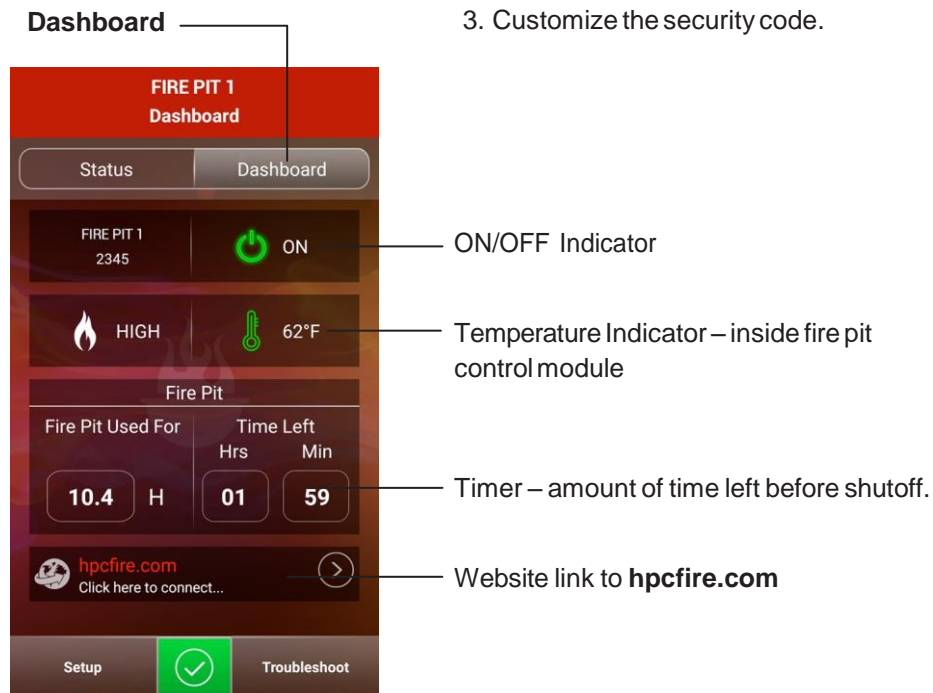 Dashboard
3. Customize the security code.
FIRE PIT 1
Dashboard
Status
Dashboard
FIRE PIT 1
2345
ON
ON/OFF Indicator
HIGH
62°F
Temperature Indicator – inside fire pit
control module
Fire Pit
Fire Pit Used For
Time Left
Hrs
Min
10.4
H
01
59
Timer – amount of time left before shutoff.
hpcfire.com
Click here to connect...
Website link to hpcfire.com
Setup
Troubleshoot